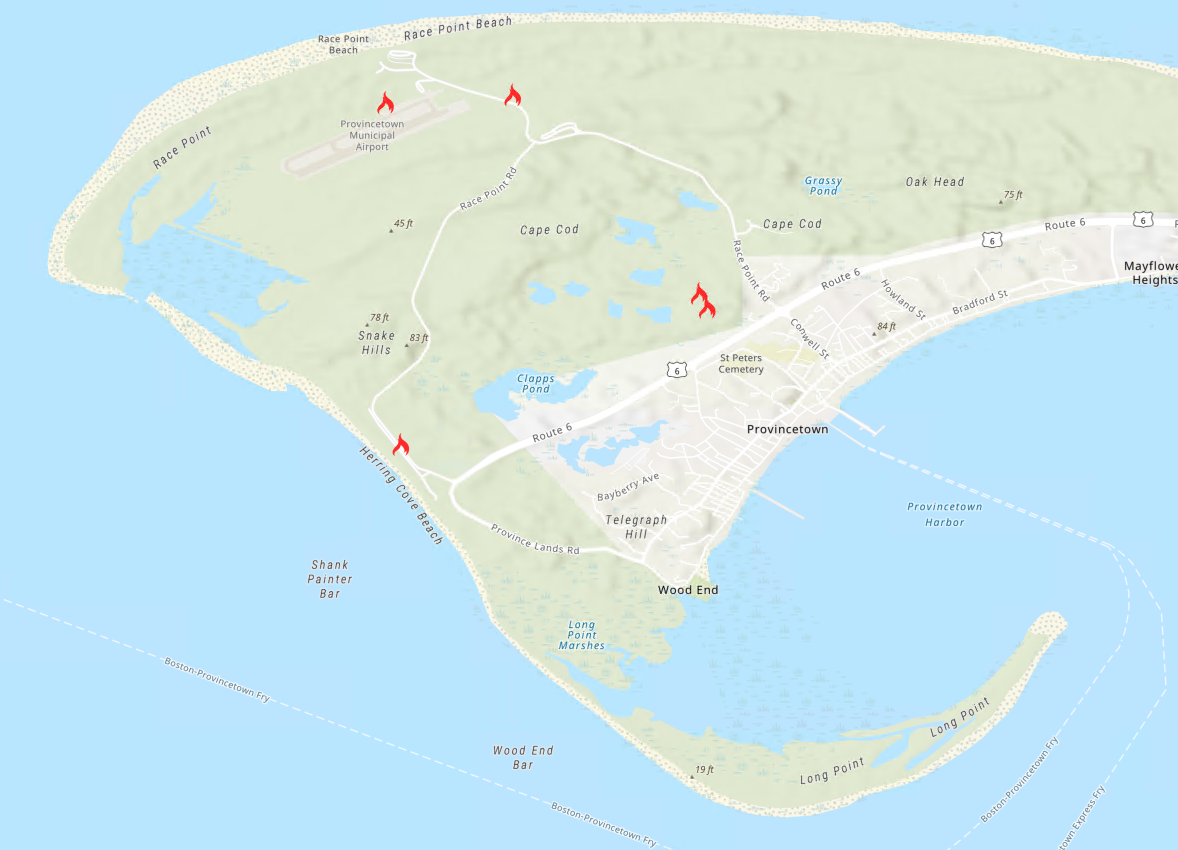 Race Point Beach
Race Point
Beach
Provincetown
Municipal
Airport
Race Point
Race Point Rd
Grassy
Pond
Oak Head
75 ft
45 ft
Cape Cod
Cape Cod
6
Route 6
6
Race Point Rd
Mayflowe
Heights
Route 6
Howland St
Bradford St
78 ft
Snake
Hills
83 ft
Conwell St
84 ft
St Peters
Cemetery
6
Clapps
Pond
Route 6
Provincetown
Herring Cove Beach
Bayberry Ave
Provincetown
Harbor
Telegraph
Hill
Province Lands Rd
Shank
Painter
Bar
Wood End
Long
Point
Marshes
Boston-Provincetown Fry
Long Point
Wood End
Bar
19 ft
Long Point
Boston-Provincetown Fry
Boston-Provincetown Fry
town Express Fry